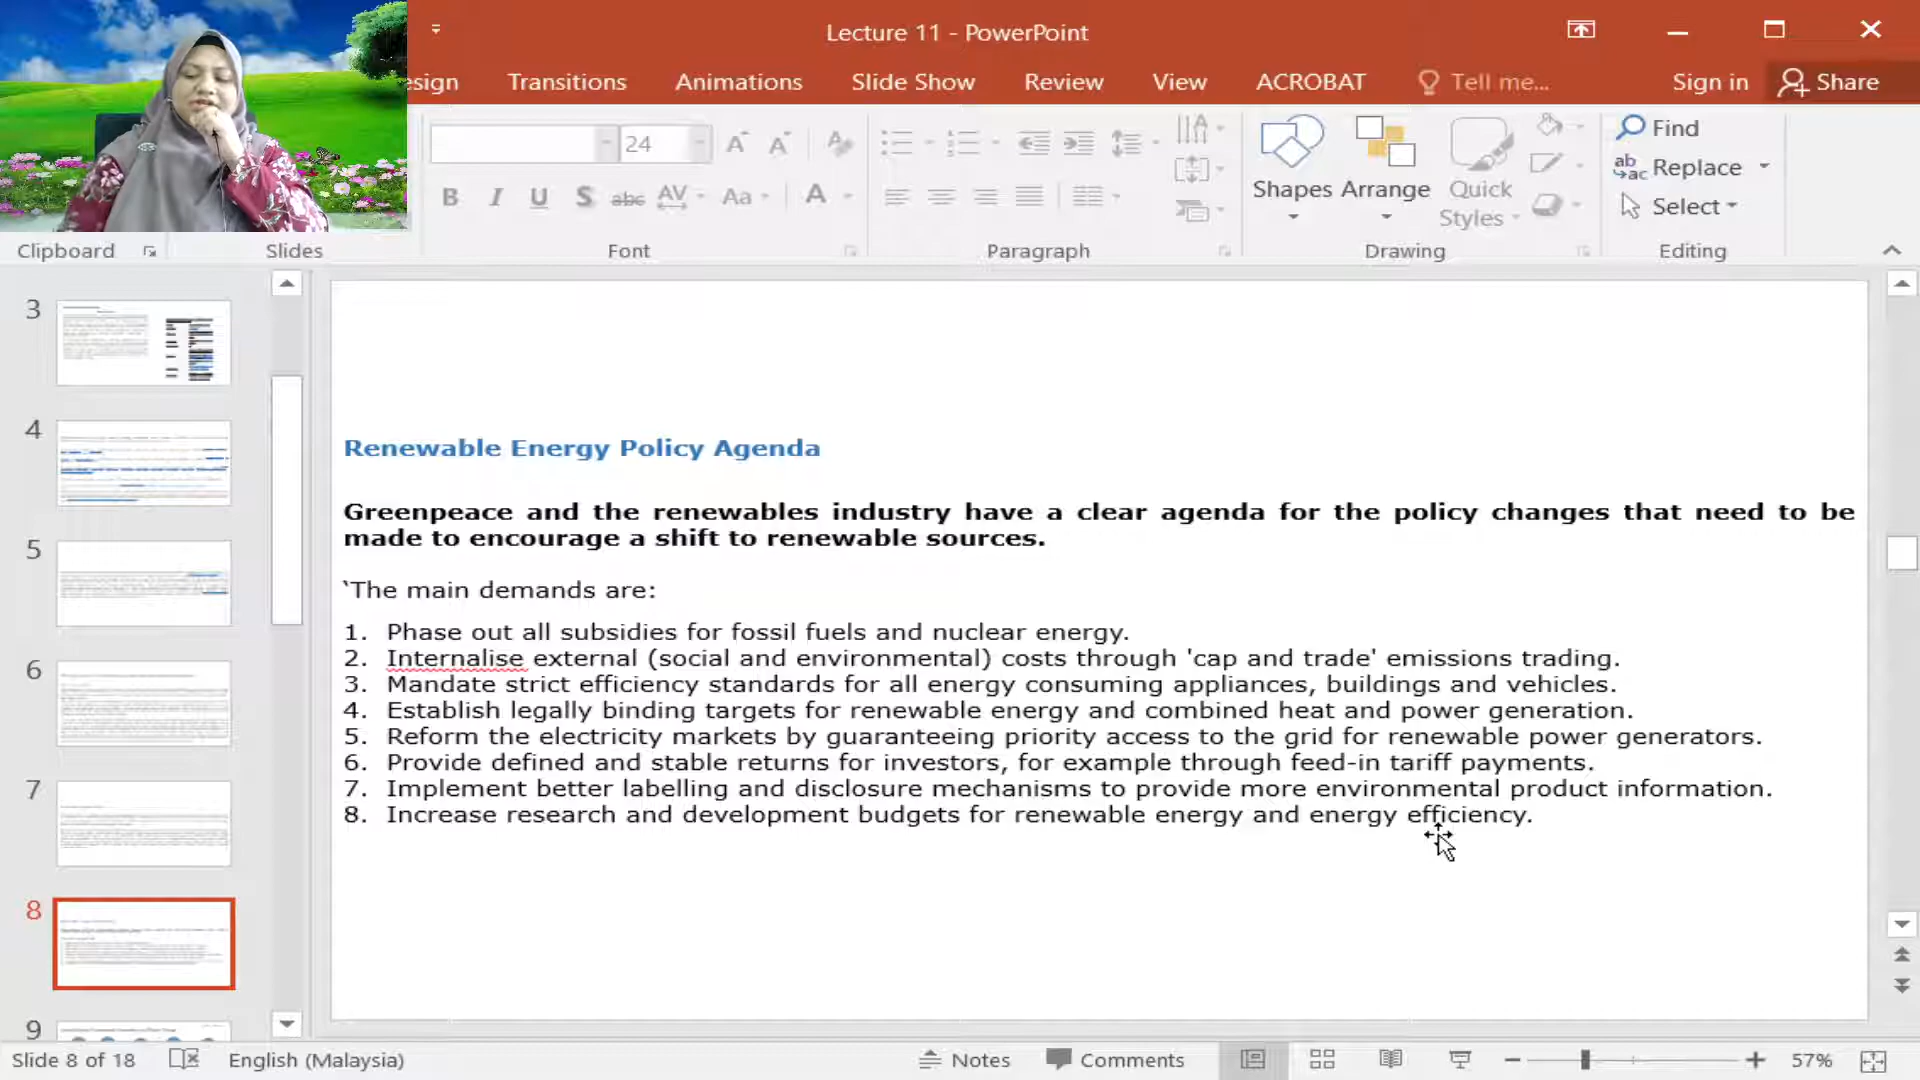 Lecture 11 - PowerPoint
esign Transitions Animations Slide Show Review View ACROBAT Tell me... Sign in Share
24
Find
Replace
Select
Shapes Arrange Quick Styles
B I U S abc AV Aa A
Clipboard Slides Font Paragraph Drawing Editing
3
4
5
6
7
8
9
Renewable Energy Policy Agenda
Greenpeace and the renewables industry have a clear agenda for the policy changes that need to be
made to encourage a shift to renewable sources.
‘The main demands are:
1. Phase out all subsidies for fossil fuels and nuclear energy.
2. Internalise external (social and environmental) costs through 'cap and trade' emissions trading.
3. Mandate strict efficiency standards for all energy consuming appliances, buildings and vehicles.
4. Establish legally binding targets for renewable energy and combined heat and power generation.
5. Reform the electricity markets by guaranteeing priority access to the grid for renewable power generators.
6. Provide defined and stable returns for investors, for example through feed-in tariff payments.
7. Implement better labelling and disclosure mechanisms to provide more environmental product information.
8. Increase research and development budgets for renewable energy and energy efficiency.
Slide 8 of 18 English (Malaysia) Notes Comments 57%